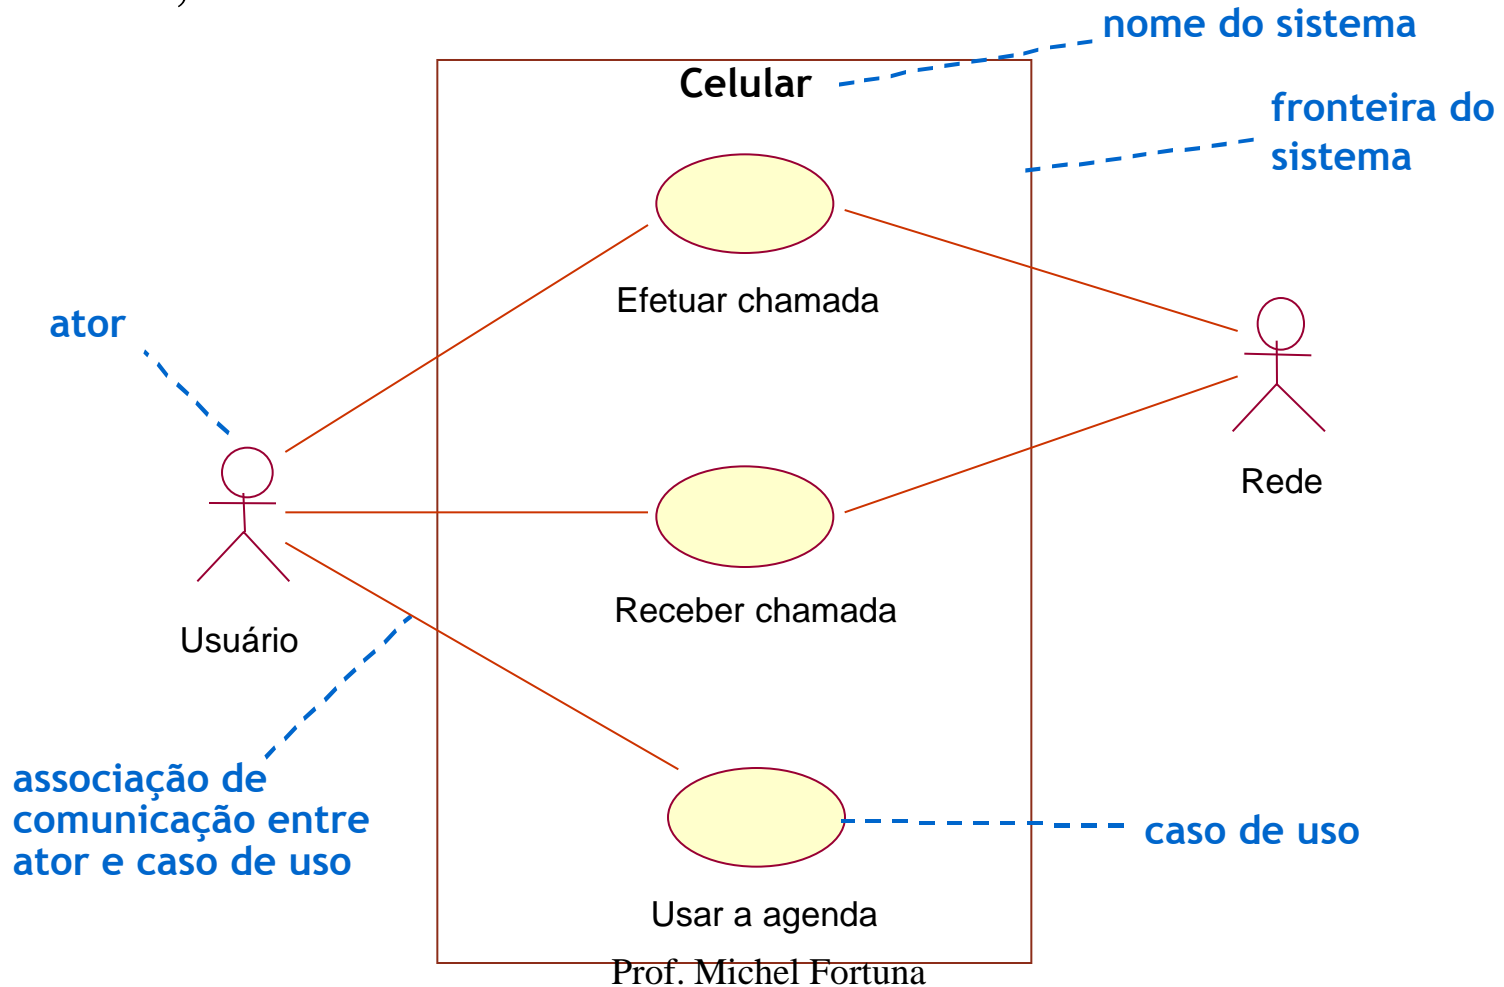 nome do sistema
Celular
fronteira do
sistema
Efetuar chamada
ator
Rede
Receber chamada
Usuário
associação de
comunicação entre
ator e caso de uso
caso de uso
Usar a agenda
Prof. Michel Fortuna